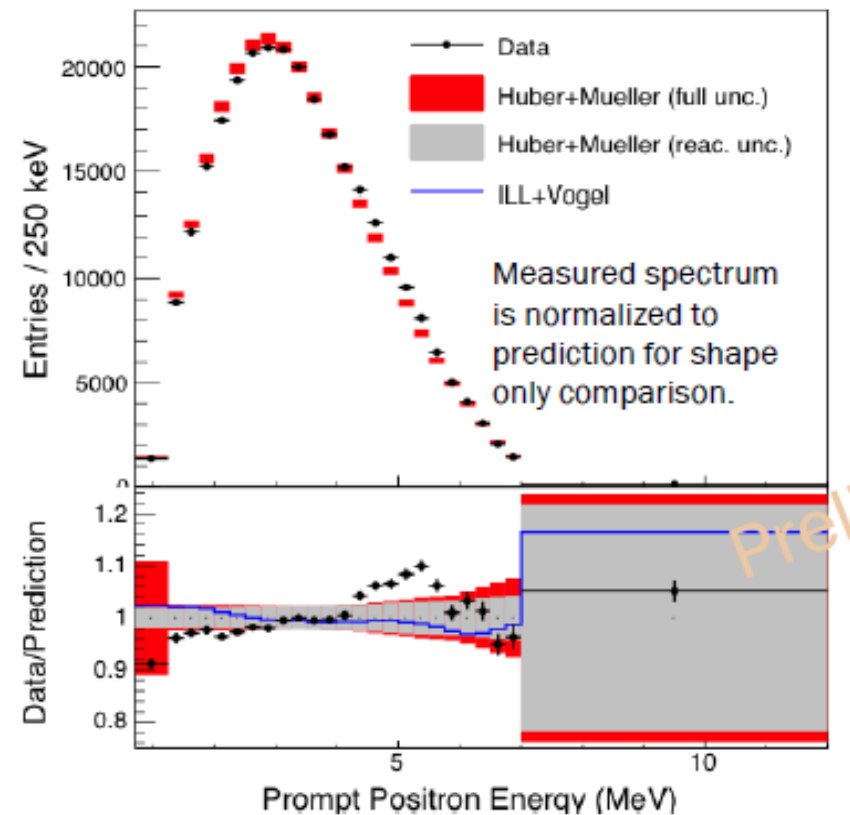 Entries / 250 keV
20000
15000
10000
5000
0
Data
Huber+Mueller (full unc.)
Huber+Mueller (reac. unc.)
ILL+Vogel
Measured spectrum
is normalized to
prediction for shape
only comparison.
Data/Prediction
1.2
1.1
1
0.9
0.8
Preli
5
10
Prompt Positron Energy (MeV)